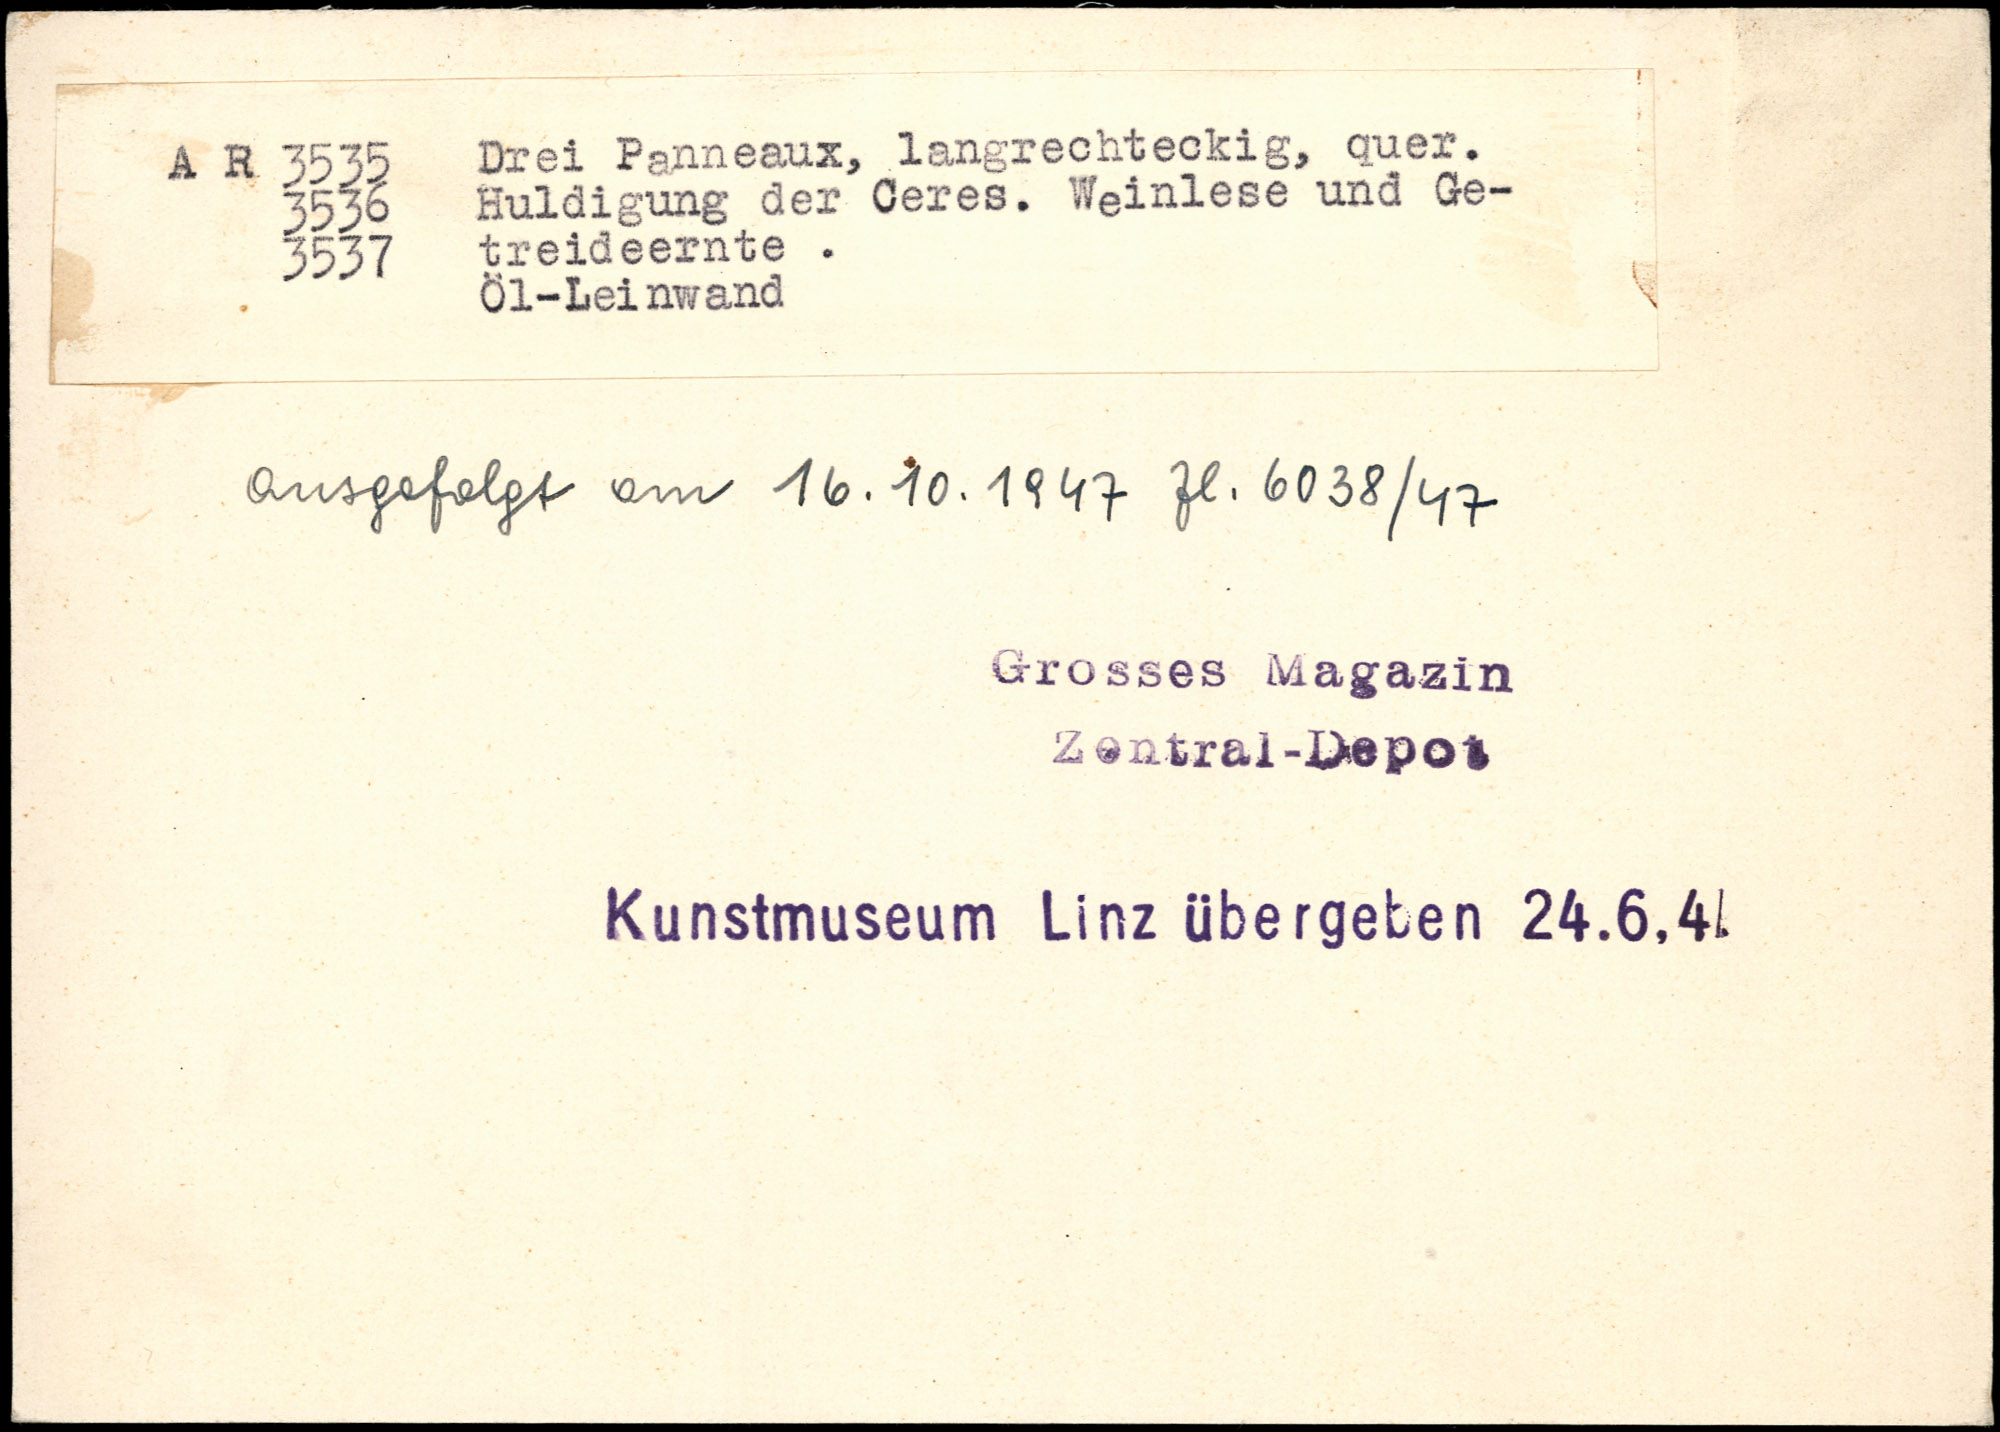 A R 3535 Drei Panneaux, langrechteckig, quer.
3536 Huldigung der Ceres. Weinlese und Ge-
3537 treideernte .
Öl-Leinwand
ausgefolgt am 16.10.1947 Zl. 6038/47
Grosses Magazin
Zentral-Depot
Kunstmuseum Linz übergeben 24.6.41